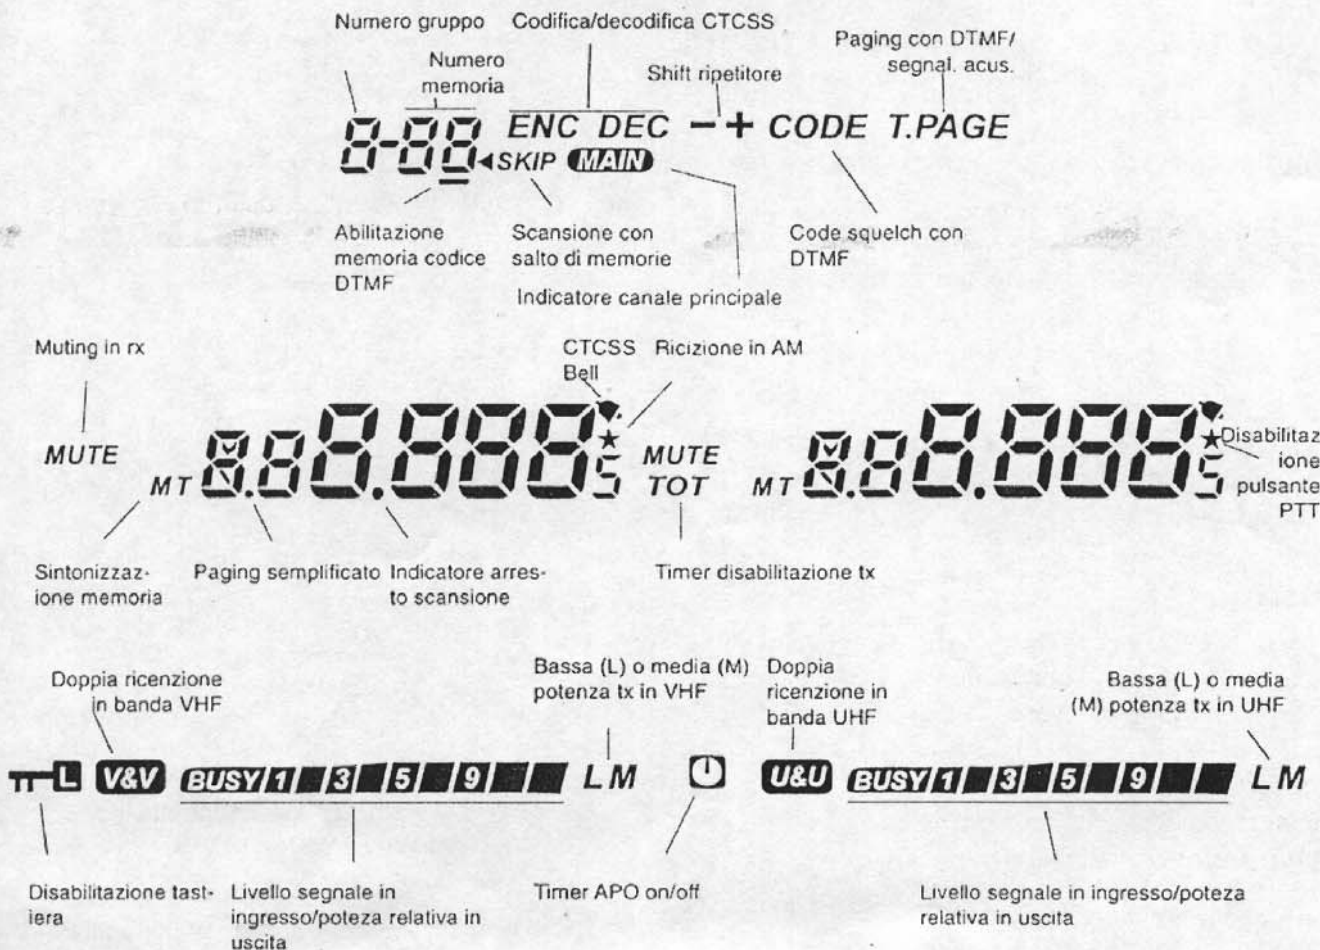 Numero gruppo
Codifica/decodifica CTCSS
Paging con DTMF/
segnal. acus.
Numero
memoria
Shift ripetitore
8-88 ENC DEC -+ CODE T.PAGE
◄SKIP MAIN
Abilitazione
memoria codice
DTMF
Scansione con
salto di memorie
Code squelch con
DTMF
Indicatore canale principale
Muting in rx
CTCSS
Bell
Ricizione in AM
MUTE
MT 8.88.8885
MUTE
TOT
MT 8.88.8885
Disabilitaz
ione
pulsante
PTT
Sintonizzaz-
ione memoria
Paging semplificato
Indicatore arres-
to scansione
Timer disabilitazione tx
Doppia ricenzione
in banda VHF
Bassa (L) o media (M)
potenza tx in VHF
Doppia
ricenzione in
banda UHF
Bassa (L) o media
(M) potenza tx in UHF
L V&V BUSY 1 3 5 9 L M U&U BUSY 1 3 5 9 L M
Disabilitazione tast-
iera
Livello segnale in
ingresso/poteza relativa in
uscita
Timer APO on/off
Livello segnale in ingresso/poteza
relativa in uscita